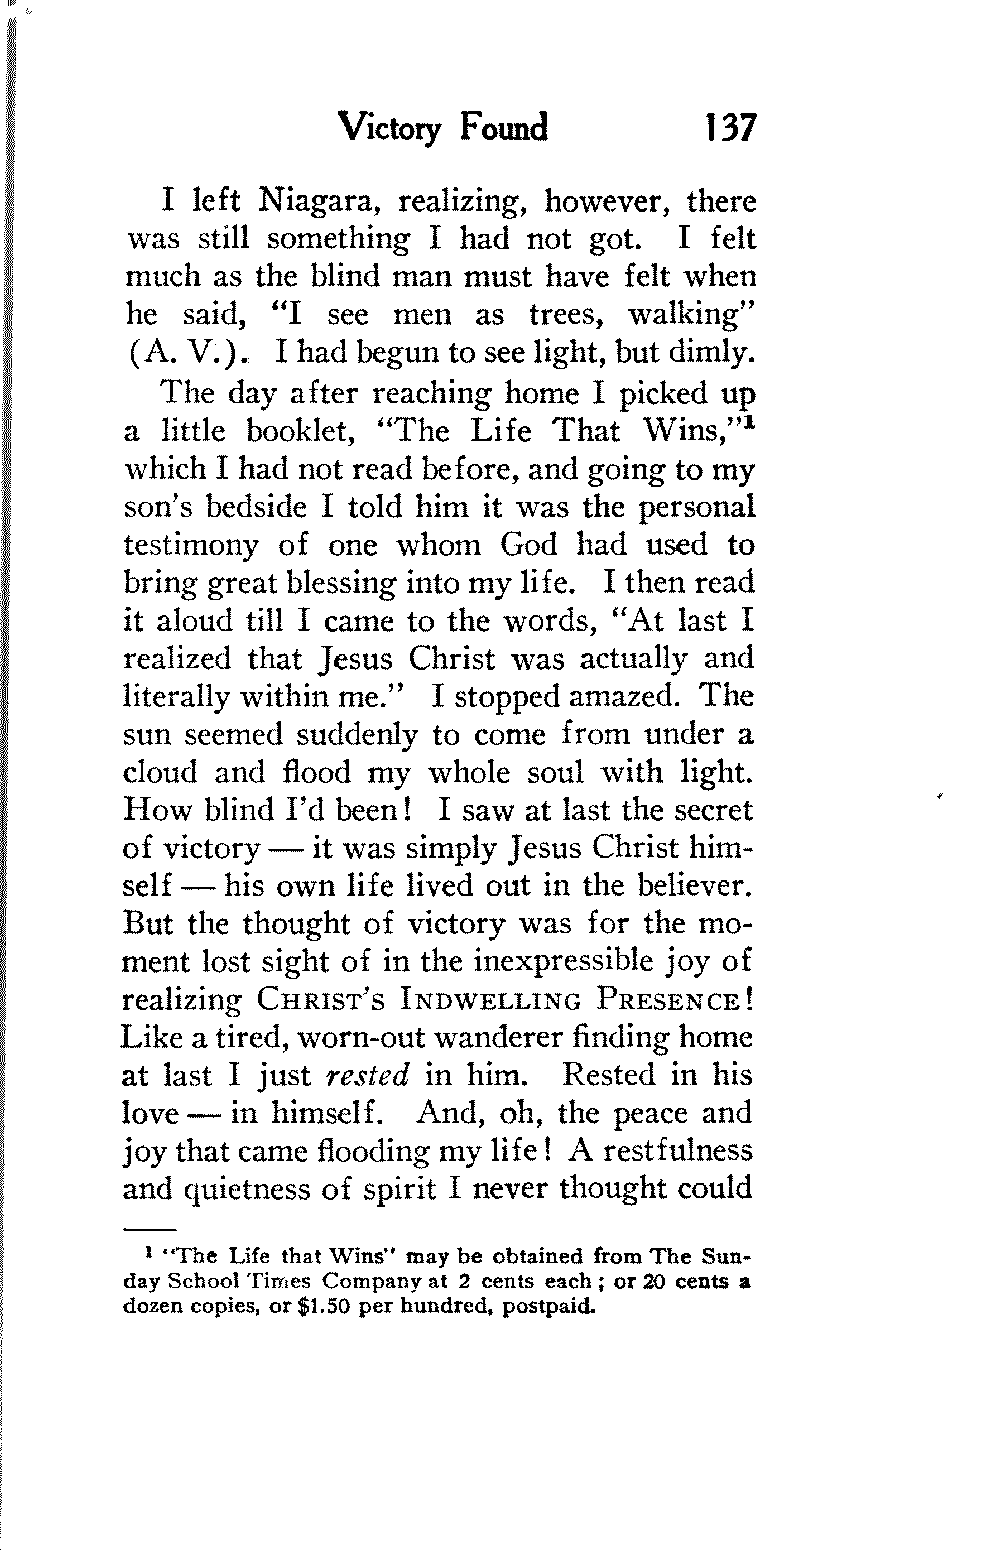 Victory Found 137
I left Niagara, realizing, however, there
was still something I had not got. I felt
much as the blind man must have felt when
he said, “I see men as trees, walking”
(A. V.). I had begun to see light, but dimly.
The day after reaching home I picked up
a little booklet, “The Life That Wins,”¹
which I had not read before, and going to my
son’s bedside I told him it was the personal
testimony of one whom God had used to
bring great blessing into my life. I then read
it aloud till I came to the words, “At last I
realized that Jesus Christ was actually and
literally within me.” I stopped amazed. The
sun seemed suddenly to come from under a
cloud and flood my whole soul with light.
How blind I’d been! I saw at last the secret
of victory — it was simply Jesus Christ him-
self — his own life lived out in the believer.
But the thought of victory was for the mo-
ment lost sight of in the inexpressible joy of
realizing CHRIST’S INDWELLING PRESENCE!
Like a tired, worn-out wanderer finding home
at last I just rested in him. Rested in his
love — in himself. And, oh, the peace and
joy that came flooding my life! A restfulness
and quietness of spirit I never thought could
¹ “The Life that Wins” may be obtained from The Sun-
day School Times Company at 2 cents each; or 20 cents a
dozen copies, or $1.50 per hundred, postpaid.